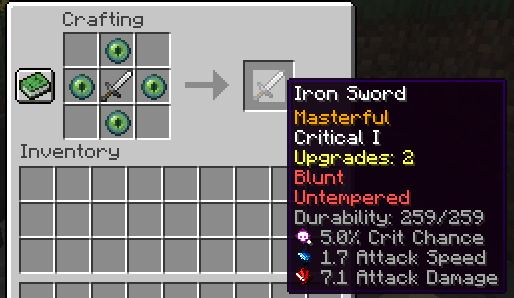 Crafting
Iron Sword
Masterful
Critical I
Upgrades: 2
Blunt
Untempered
Durability: 259/259
5.0% Crit Chance
1.7 Attack Speed
7.1 Attack Damage
Inventory